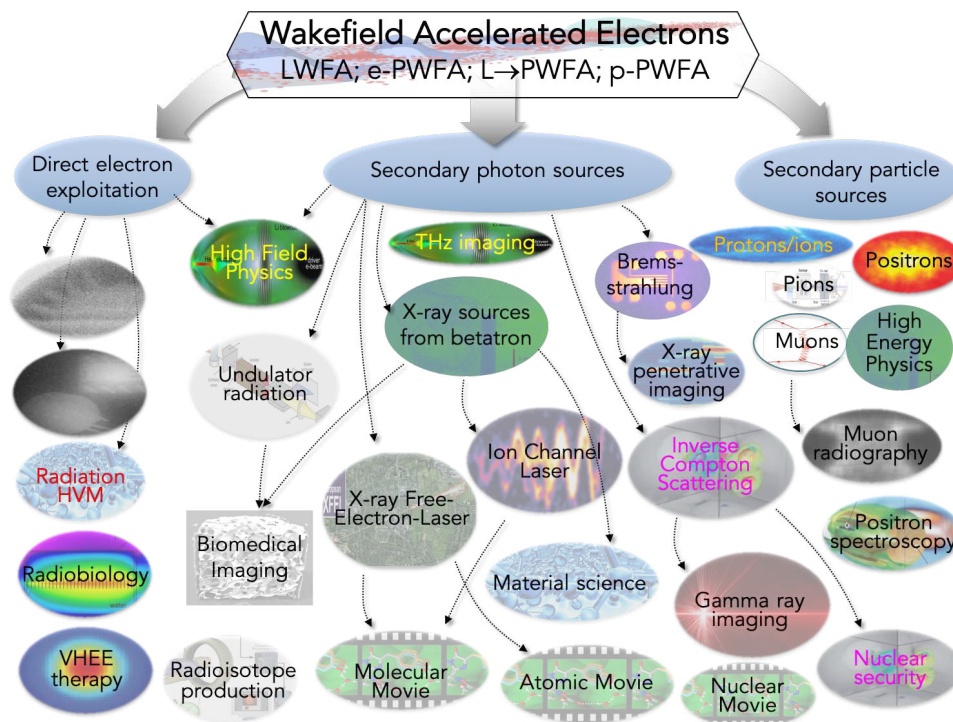 Wakefield Accelerated Electrons
LWFA; e-PWFA; L→PWFA; p-PWFA
Direct electron
exploitation
Secondary photon sources
Secondary particle
sources
High Field
Physics
driver
e-beam
THz imaging
Brems-
strahlung
Protons/ions
Positrons
Pions
X-ray sources
from betatron
Muons
High
Energy
Physics
Undulator
radiation
X-ray
penetrative
imaging
Radiation
HVM
Ion Channel
Laser
Inverse
Compton
Scattering
Muon
radiography
X-ray Free-
Electron-Laser
XFEL
Biomedical
Imaging
Positron
spectroscopy
Radiobiology
water
Material science
Gamma ray
imaging
VHEE
therapy
Radioisotope
production
Molecular
Movie
Atomic Movie
Nuclear
Movie
Nuclear
security